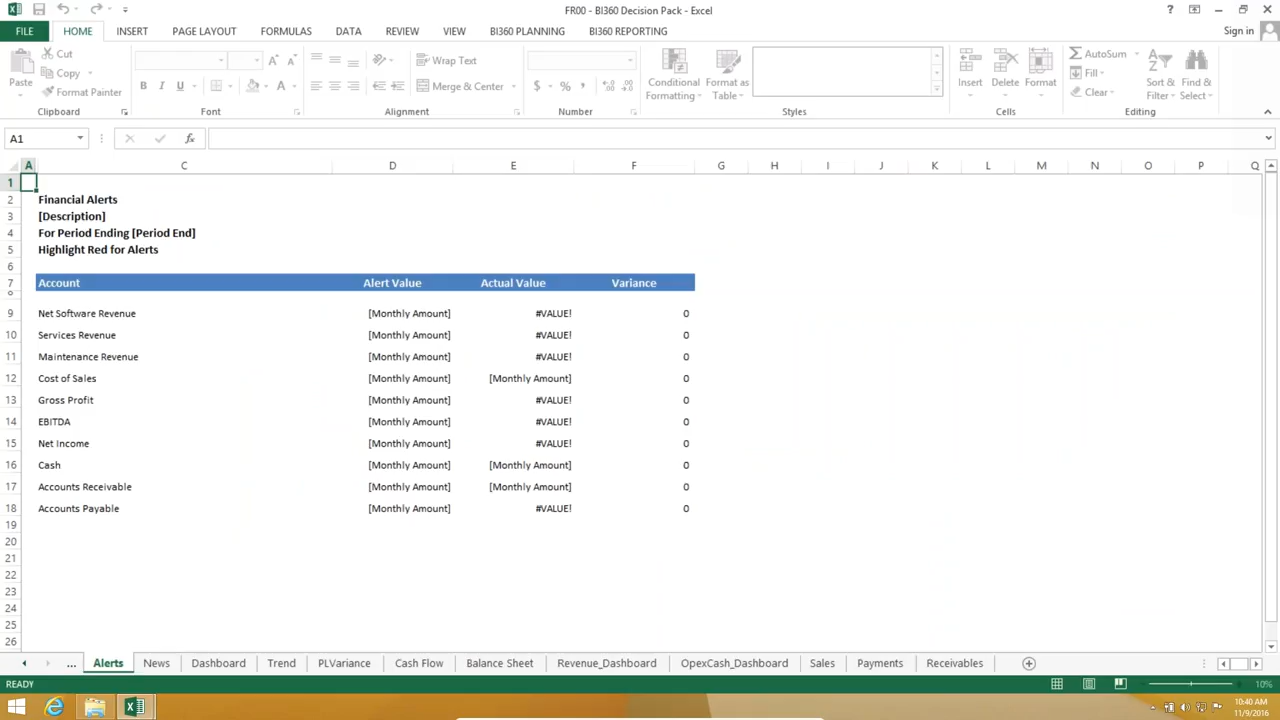 FR00 - BI360 Decision Pack - Excel
?
FILE HOME INSERT PAGE LAYOUT FORMULAS DATA REVIEW VIEW BI360 PLANNING BI360 REPORTING Sign in
Paste Cut Copy Format Painter
B I U A A A
Wrap Text Merge & Center
$ % ,
Conditional Formatting Format as Table
Insert Delete Format
AutoSum Fill Clear Sort & Filter Find & Select
Clipboard Font Alignment Number Styles Cells Editing
A1 fx
A C D E F G H I J K L M N O P Q
1
2 Financial Alerts
3 [Description]
4 For Period Ending [Period End]
5 Highlight Red for Alerts
6
7 Account Alert Value Actual Value Variance
9 Net Software Revenue [Monthly Amount] #VALUE! 0
10 Services Revenue [Monthly Amount] #VALUE! 0
11 Maintenance Revenue [Monthly Amount] #VALUE! 0
12 Cost of Sales [Monthly Amount] [Monthly Amount] 0
13 Gross Profit [Monthly Amount] #VALUE! 0
14 EBITDA [Monthly Amount] #VALUE! 0
15 Net Income [Monthly Amount] #VALUE! 0
16 Cash [Monthly Amount] [Monthly Amount] 0
17 Accounts Receivable [Monthly Amount] [Monthly Amount] 0
18 Accounts Payable [Monthly Amount] #VALUE! 0
19
20
21
22
23
24
25
26
... Alerts News Dashboard Trend PLVariance Cash Flow Balance Sheet Revenue_Dashboard OpexCash_Dashboard Sales Payments Receivables
READY 10%
10:40 AM
11/9/2016